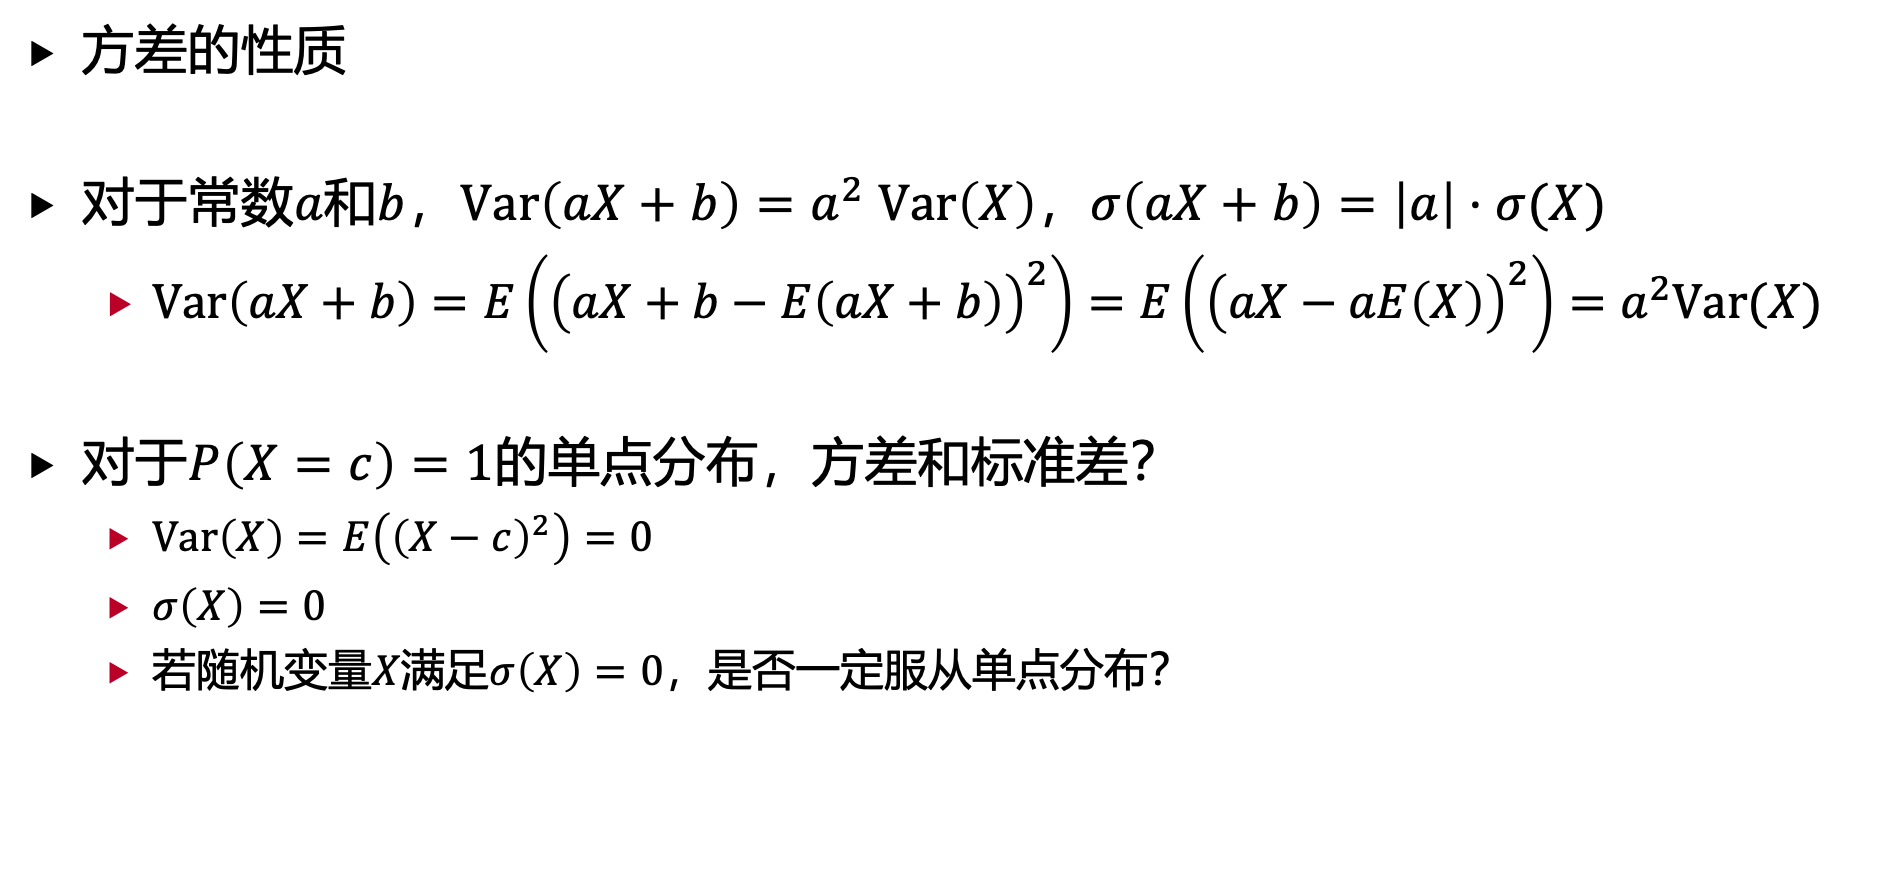 ▶ 方差的性质
▶ 对于常数a和b，Var(aX + b) = a² Var(X)，σ(aX + b) = |a| · σ(X)
▶ Var(aX + b) = E((aX + b − E(aX + b))²) = E((aX − aE(X))²) = a²Var(X)
▶ 对于P(X = c) = 1的单点分布，方差和标准差？
▶ Var(X) = E((X − c)²) = 0
▶ σ(X) = 0
▶ 若随机变量X满足σ(X) = 0，是否一定服从单点分布？